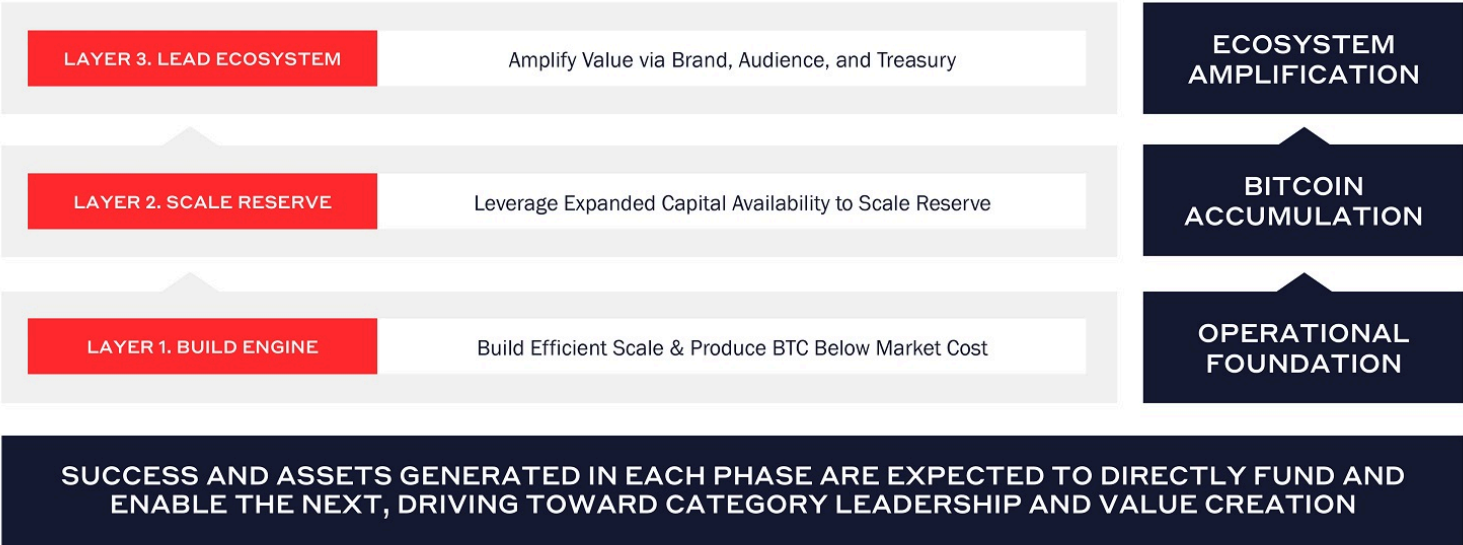 LAYER 3. LEAD ECOSYSTEM
Amplify Value via Brand, Audience, and Treasury
ECOSYSTEM
AMPLIFICATION
LAYER 2. SCALE RESERVE
Leverage Expanded Capital Availability to Scale Reserve
BITCOIN
ACCUMULATION
LAYER 1. BUILD ENGINE
Build Efficient Scale & Produce BTC Below Market Cost
OPERATIONAL
FOUNDATION
SUCCESS AND ASSETS GENERATED IN EACH PHASE ARE EXPECTED TO DIRECTLY FUND AND
ENABLE THE NEXT, DRIVING TOWARD CATEGORY LEADERSHIP AND VALUE CREATION